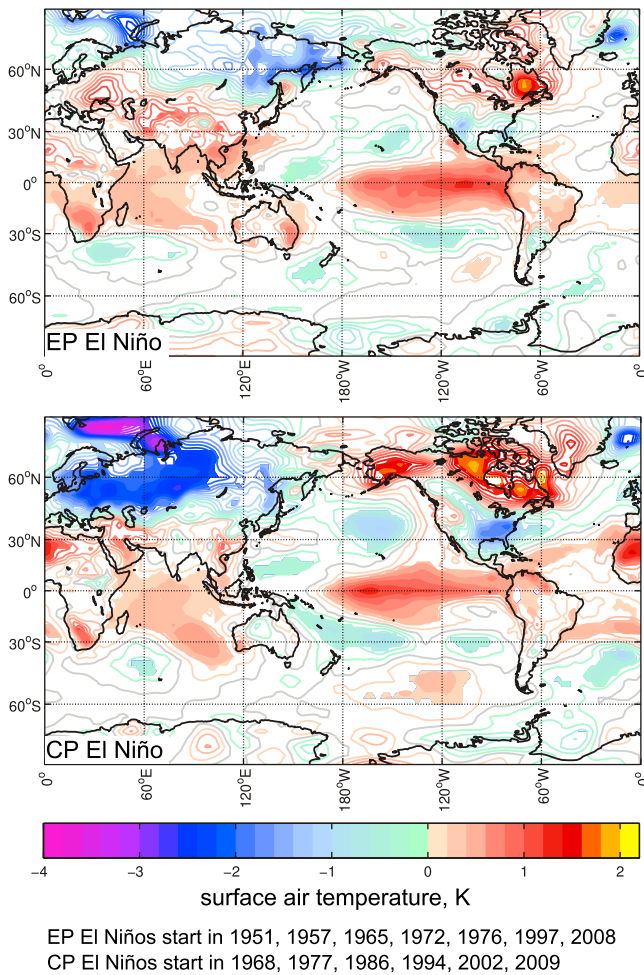 60°N
30°N
0°
30°S
60°S
EP El Niño
0 60°E 120°E 180°W 120°W 60°W 0
60°N
30°N
0°
30°S
60°S
CP El Niño
0 60°E 120°E 180°W 120°W 60°W 0°
−4 −3 −2 −1 0 1 2
surface air temperature, K
EP El Niños start in 1951, 1957, 1965, 1972, 1976, 1997, 2008
CP El Niños start in 1968, 1977, 1986, 1994, 2002, 2009